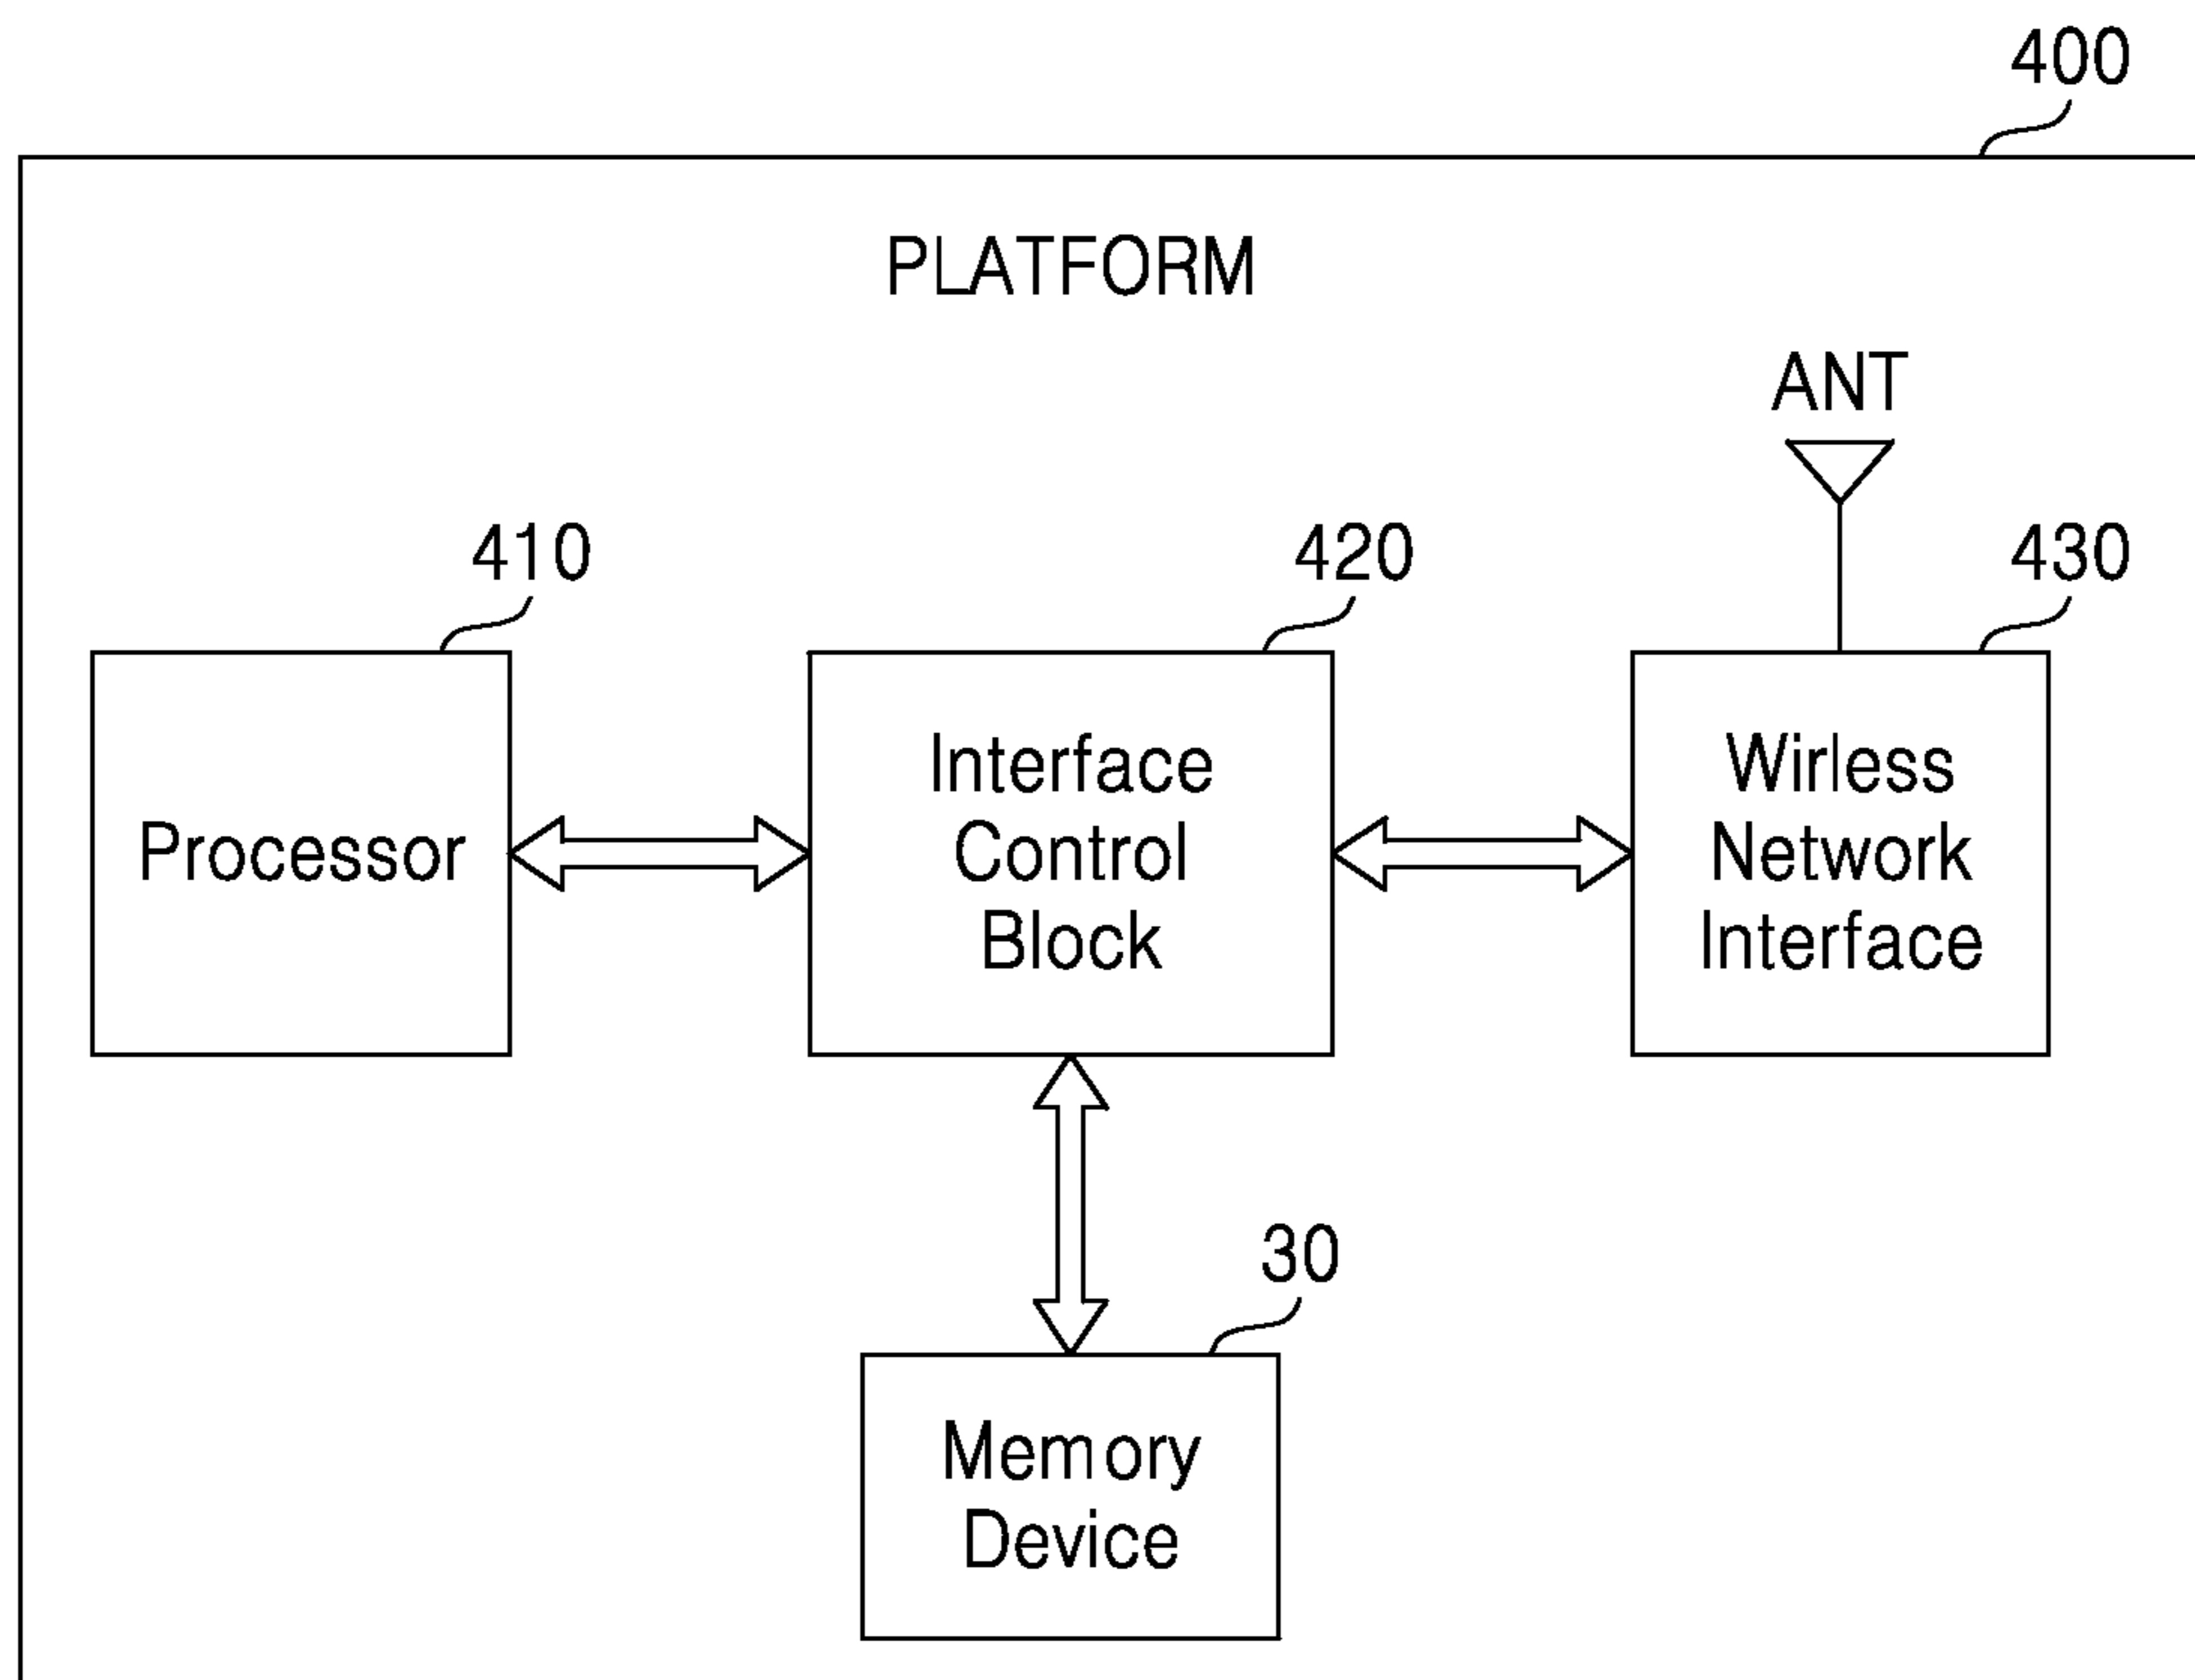 400
PLATFORM
ANT
410
420
430
Processor
Interface
Control
Block
Wirless
Network
Interface
30
Memory
Device